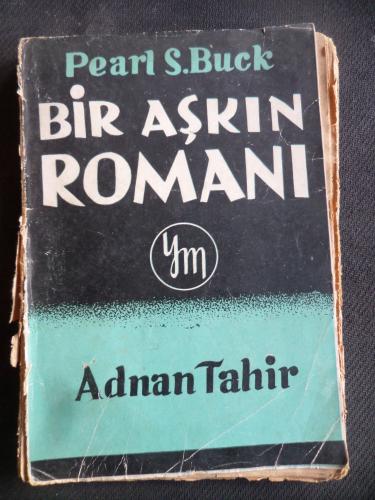 Pearl S. Buck
BİR AŞKIN
ROMANI
ym
Adnan Tahir